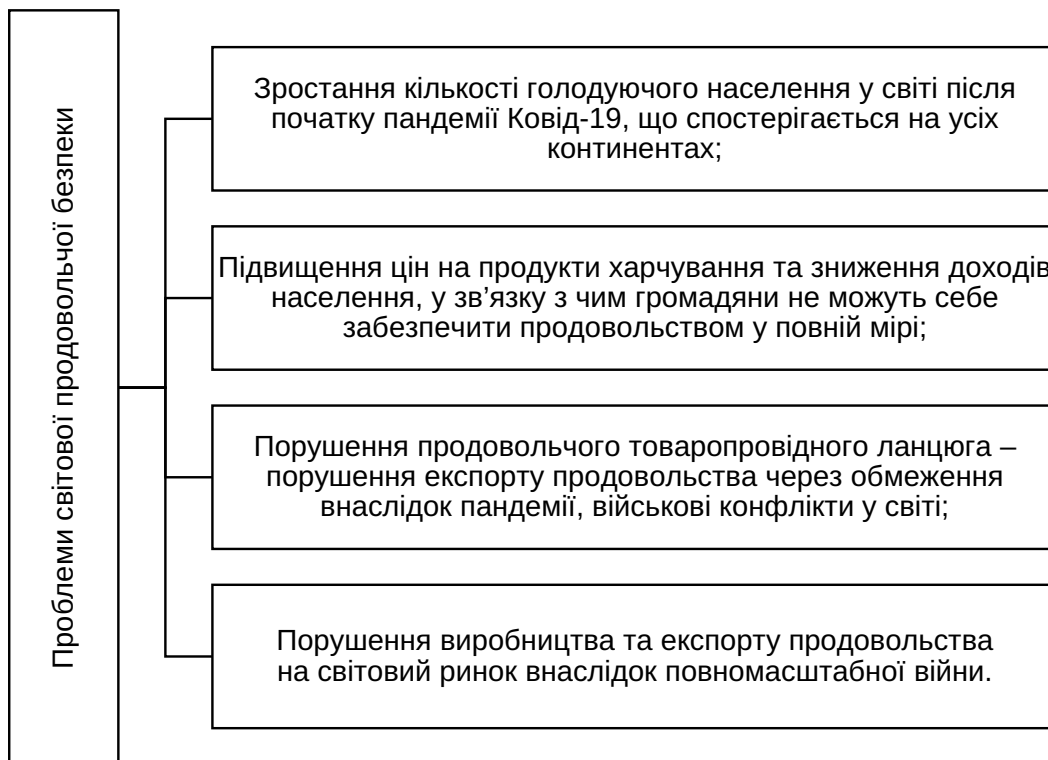 Проблеми світової продовольчої безпеки
Зростання кількості голодуючого населення у світі після
початку пандемії Ковід-19, що спостерігається на усіх
континентах;
Підвищення цін на продукти харчування та зниження доходів
населення, у зв’язку з чим громадяни не можуть себе
забезпечити продовольством у повній мірі;
Порушення продовольчого товаропровідного ланцюга –
порушення експорту продовольства через обмеження
внаслідок пандемії, військові конфлікти у світі;
Порушення виробництва та експорту продовольства
на світовий ринок внаслідок повномасштабної війни.